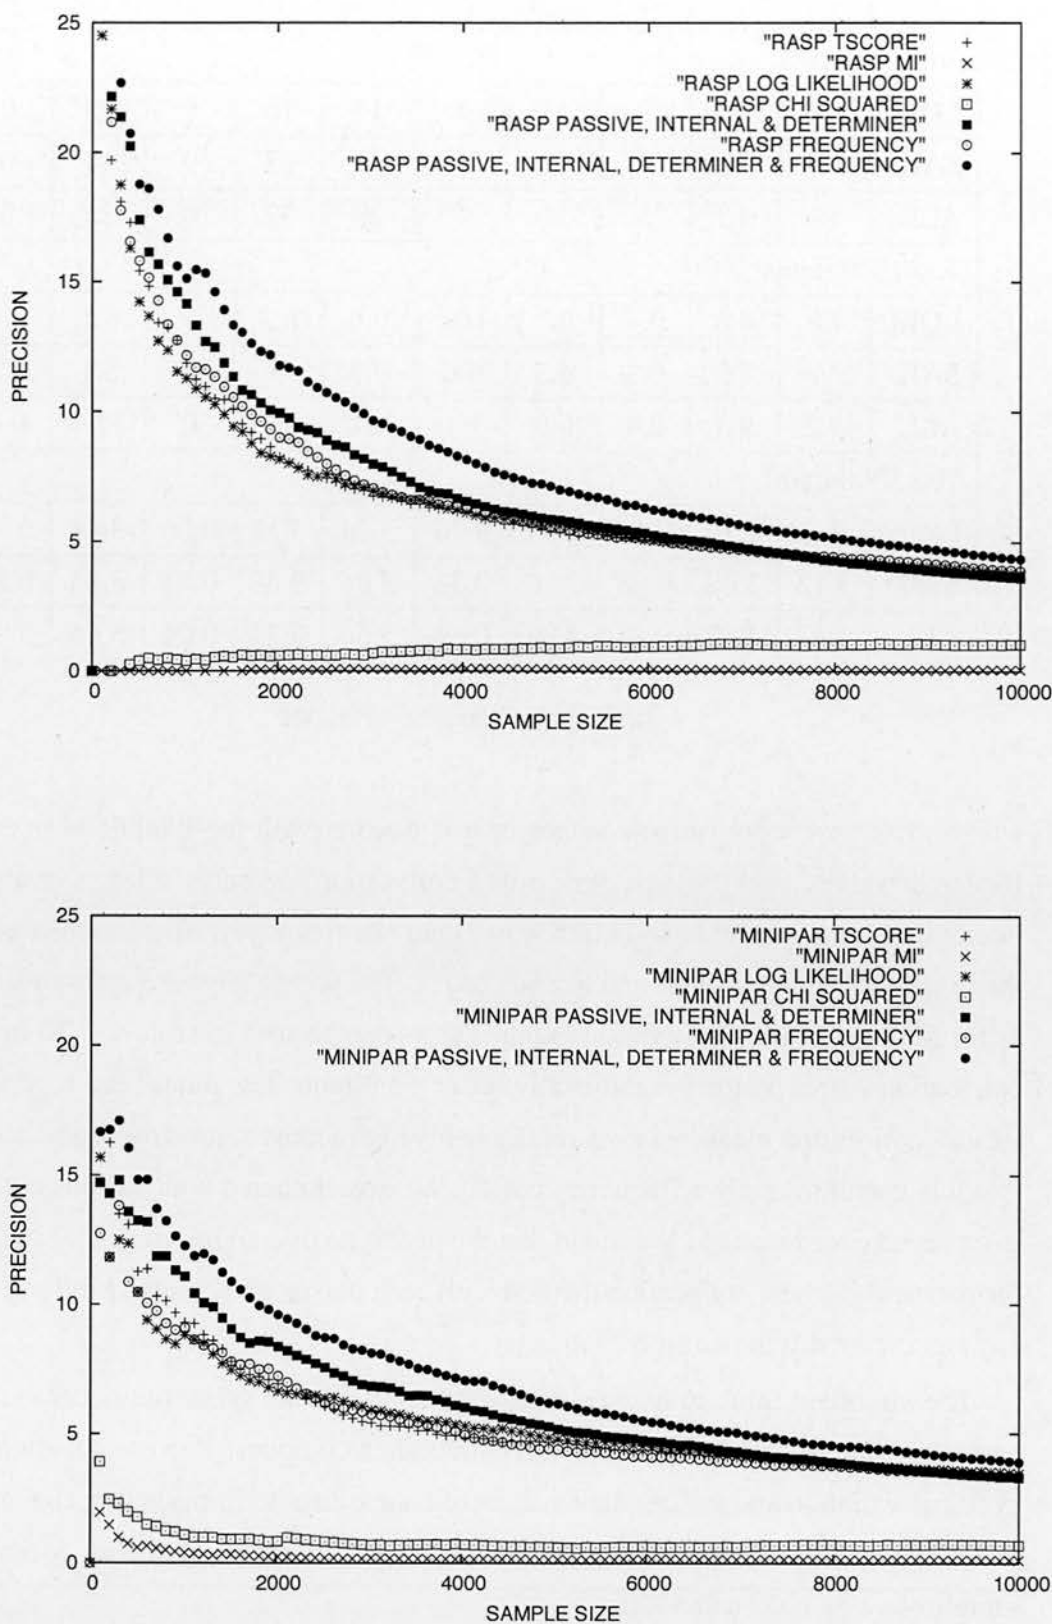 25
20
15
10
5
0
PRECISION
"RASP TSCORE"
"RASP MI"
"RASP LOG LIKELIHOOD"
"RASP CHI SQUARED"
"RASP PASSIVE, INTERNAL & DETERMINER"
"RASP FREQUENCY"
"RASP PASSIVE, INTERNAL, DETERMINER & FREQUENCY"
0 2000 4000 6000 8000 10000
SAMPLE SIZE
25
20
15
10
5
0
PRECISION
"MINIPAR TSCORE"
"MINIPAR MI"
"MINIPAR LOG LIKELIHOOD"
"MINIPAR CHI SQUARED"
"MINIPAR PASSIVE, INTERNAL & DETERMINER"
"MINIPAR FREQUENCY"
"MINIPAR PASSIVE, INTERNAL, DETERMINER & FREQUENCY"
0 2000 4000 6000 8000 10000
SAMPLE SIZE